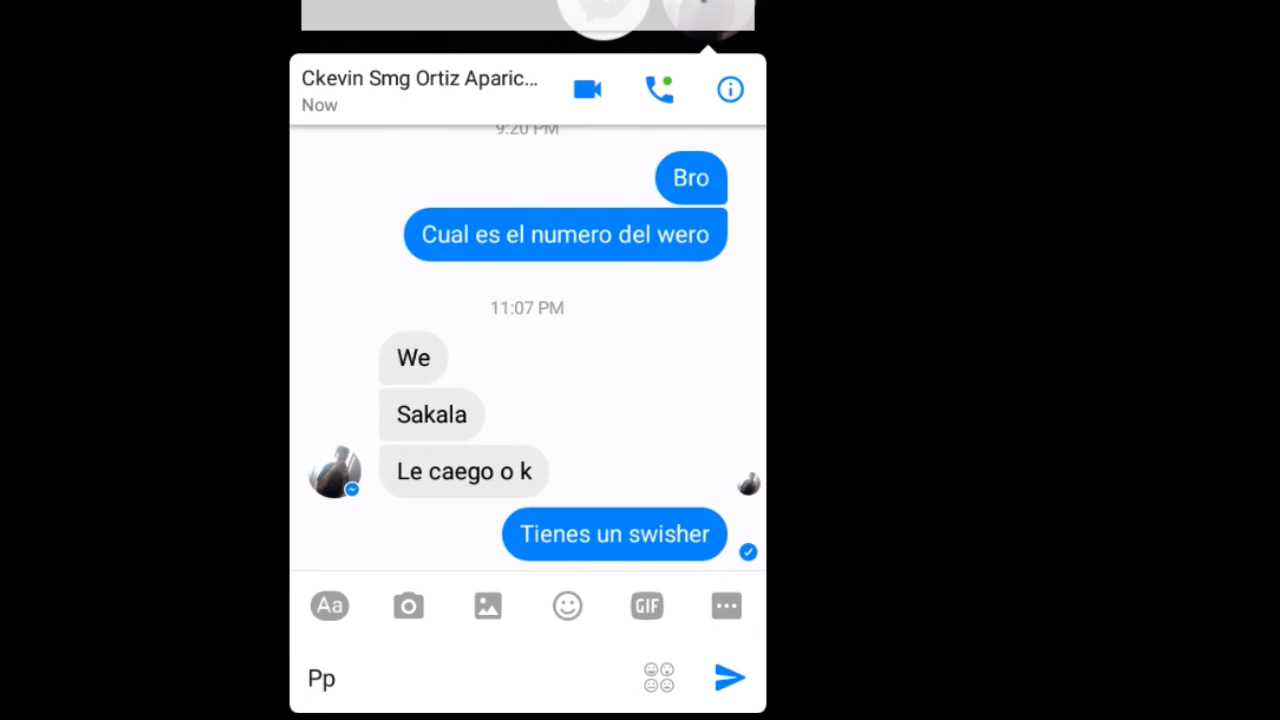 Ckevin Smg Ortiz Aparic...
Now
9:20 PM
Bro
Cual es el numero del wero
11:07 PM
We
Sakala
Le caego o k
Tienes un swisher
Aa
GIF
Pp